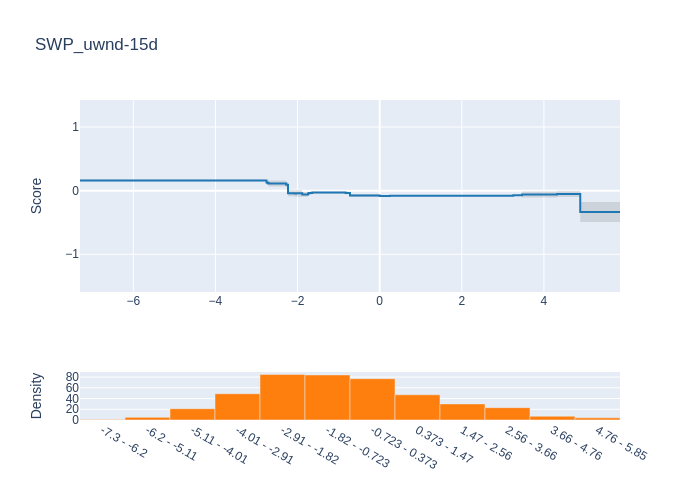 SWP_uwnd-15d
Score
1
0
−1
−6
−4
−2
0
2
4
Density
80
60
40
20
0
-7.3 - -6.2
-6.2 - -5.11
-5.11 - -4.01
-4.01 - -2.91
-2.91 - -1.82
-1.82 - -0.723
-0.723 - 0.373
0.373 - 1.47
1.47 - 2.56
2.56 - 3.66
3.66 - 4.76
4.76 - 5.85